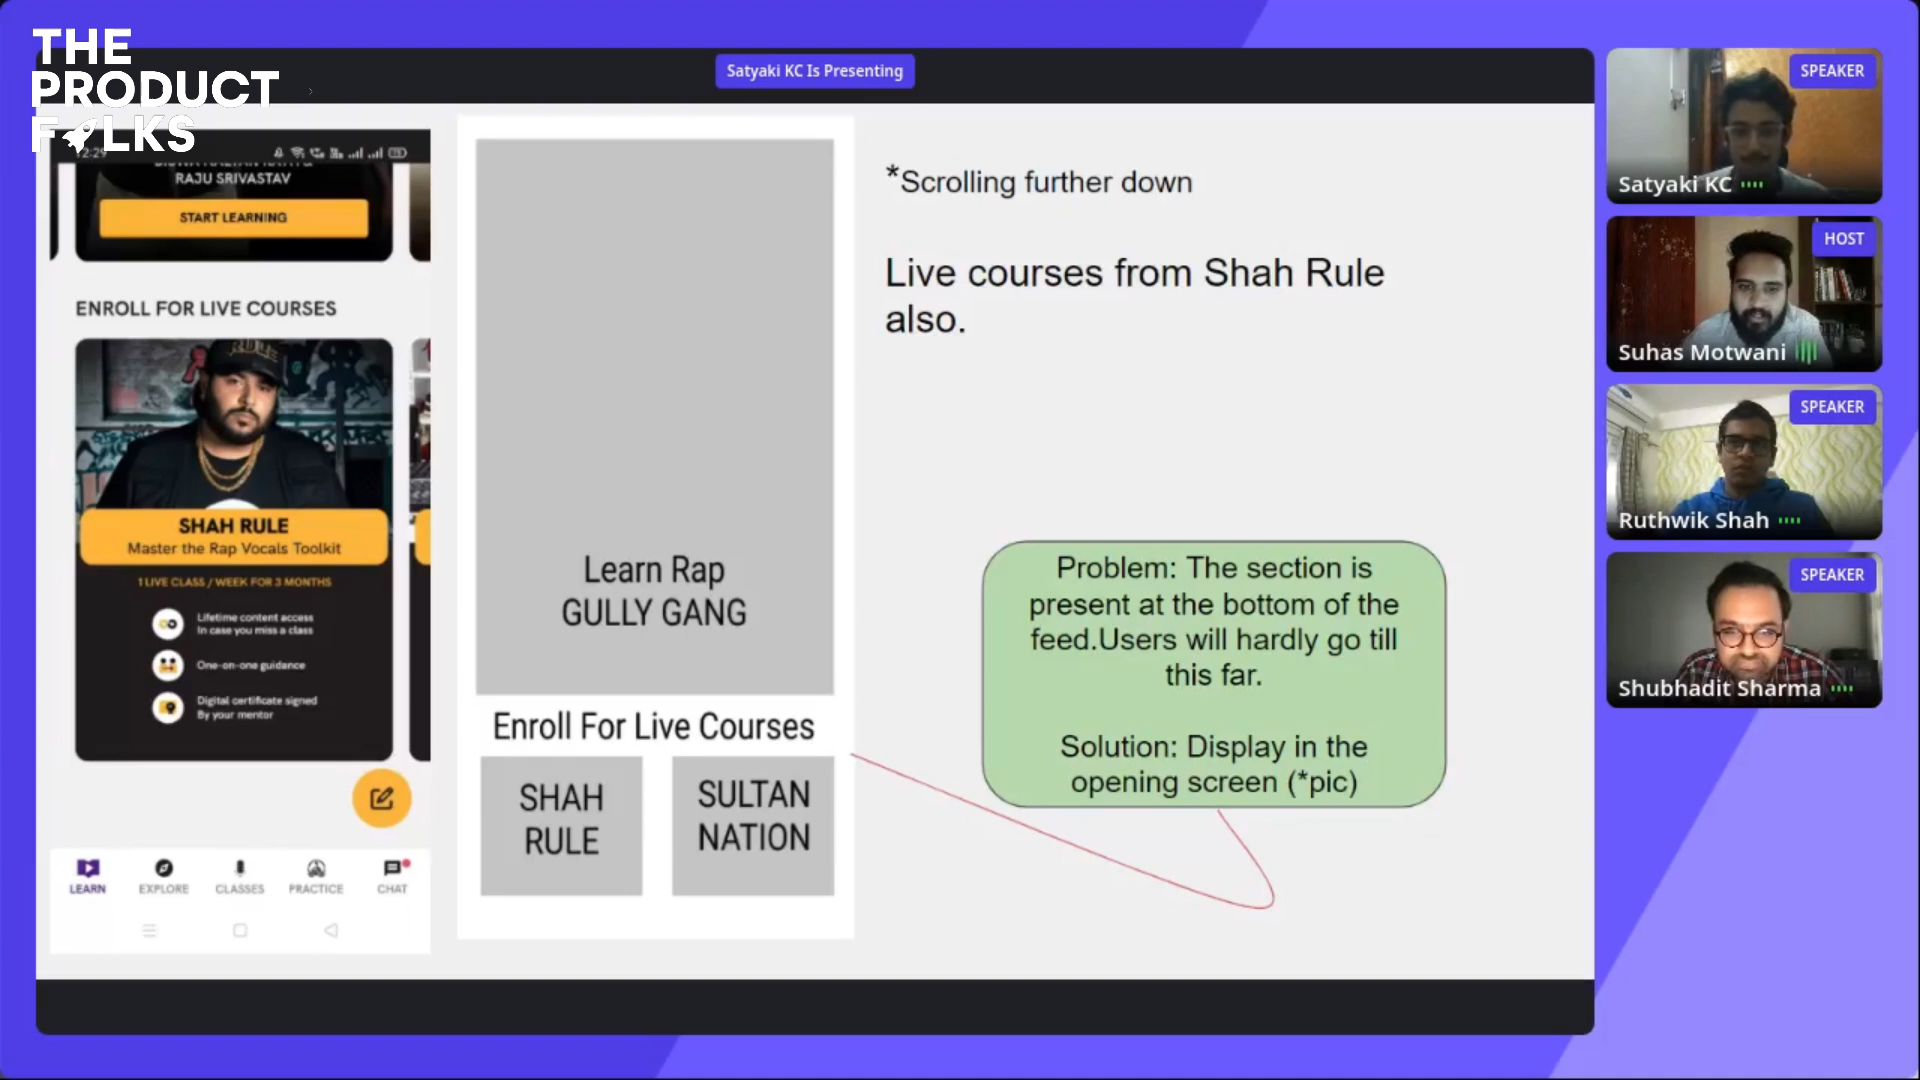 THE
PRODUCT
FOLKS
Satyaki KC Is Presenting
12:29
RAJU SRIVASTAV
START LEARNING
ENROLL FOR LIVE COURSES
RULE
SHAH RULE
Master the Rap Vocals Toolkit
1 LIVE CLASS / WEEK FOR 3 MONTHS
Lifetime content access
In case you miss a class
One-on-one guidance
Digital certificate signed
By your mentor
LEARN
EXPLORE
CLASSES
PRACTICE
CHAT
Learn Rap
GULLY GANG
Enroll For Live Courses
SHAH
RULE
SULTAN
NATION
*Scrolling further down
Live courses from Shah Rule
also.
Problem: The section is
present at the bottom of the
feed.Users will hardly go till
this far.
Solution: Display in the
opening screen (*pic)
SPEAKER
Satyaki KC
HOST
Suhas Motwani
SPEAKER
Ruthwik Shah
SPEAKER
Shubhadit Sharma